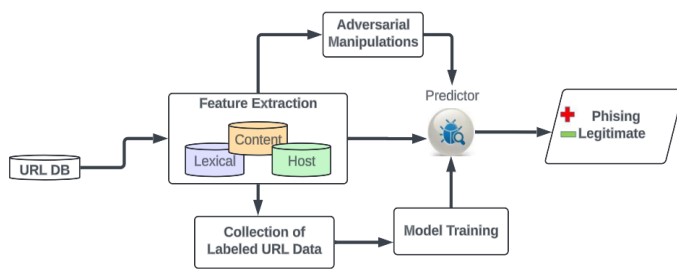 Adversarial
Manipulations
Predictor
Feature Extraction
Content
Lexical
Host
URL DB
Phising
Legitimate
Collection of
Labeled URL Data
Model Training